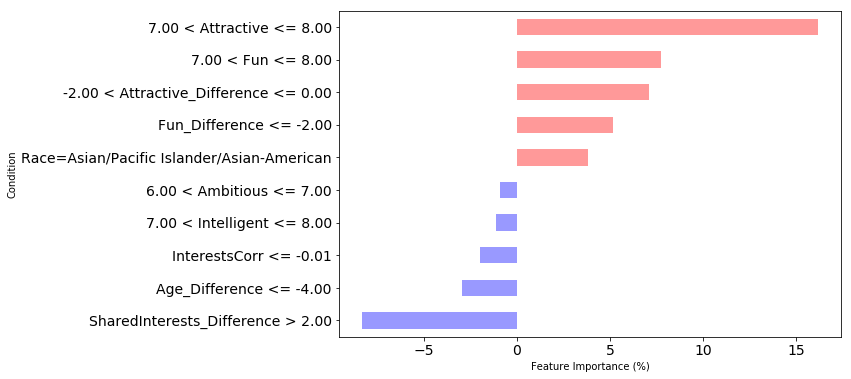 7.00 < Attractive <= 8.00
7.00 < Fun <= 8.00
-2.00 < Attractive_Difference <= 0.00
Fun_Difference <= -2.00
Race=Asian/Pacific Islander/Asian-American
6.00 < Ambitious <= 7.00
7.00 < Intelligent <= 8.00
InterestsCorr <= -0.01
Age_Difference <= -4.00
SharedInterests_Difference > 2.00
Condition
−5 0 5 10 15
Feature Importance (%)